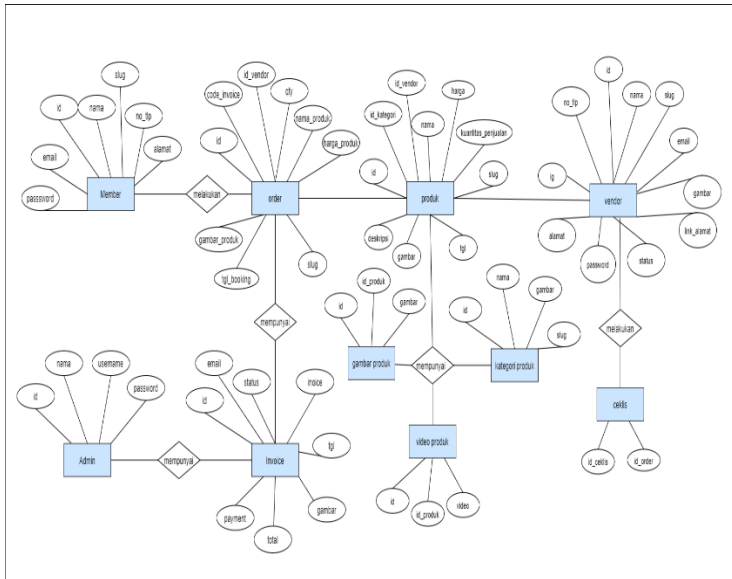 slug
id
nama
no_tlp
email
alamat
passsword
Member
melakukan
id_vendor
code_invoice
qty
nama_produk
id
harga_produk
order
gambar_produk
tgl_booking
slug
id_vendor
harga
id_kategori
nama
kuantitas_penjualan
id
slug
produk
deskripsi
gambar
tgl
id
no_tlp
nama
slug
email
ig
gambar
vendor
alamat
link_alamat
password
status
mempunyai
id_produk
id
gambar
gambar produk
mempunyai
nama
gambar
id
slug
kategori produk
melakukan
nama
username
id
password
Admin
mempunyai
email
status
inoice
id
tgl
Invoice
payment
total
gambar
video produk
id
id_produk
video
ceklis
id_ceklis
id_order